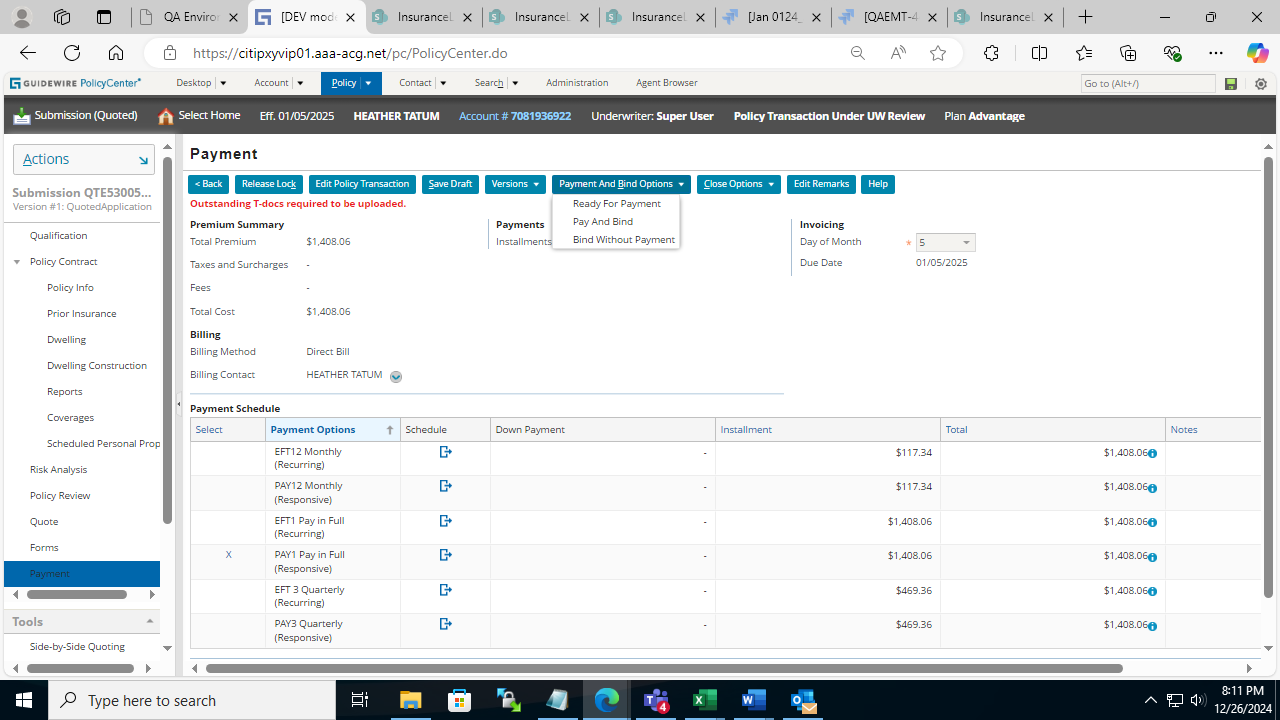 QA Environ
[DEV mode
InsuranceL
InsuranceL
InsuranceL
[Jan 0124_
[QAEMT-4
InsuranceL
https://citipxyvip01.aaa-acg.net/pc/PolicyCenter.do
GUIDEWIRE PolicyCenter
Desktop
Account
Policy
Contact
Search
Administration
Agent Browser
Go to (Alt+/)
Submission (Quoted)
Select Home
Eff. 01/05/2025
HEATHER TATUM
Account # 7081936922
Underwriter: Super User
Policy Transaction Under UW Review
Plan Advantage
Actions
Submission QTE53005...
Version #1: QuotedApplication
Qualification
Policy Contract
Policy Info
Prior Insurance
Dwelling
Dwelling Construction
Reports
Coverages
Scheduled Personal Prop
Risk Analysis
Policy Review
Quote
Forms
Payment
Tools
Side-by-Side Quoting
Payment
< Back
Release Lock
Edit Policy Transaction
Save Draft
Versions
Payment And Bind Options
Close Options
Edit Remarks
Help
Ready For Payment
Pay And Bind
Bind Without Payment
Outstanding T-docs required to be uploaded.
Premium Summary
Total Premium $1,408.06
Taxes and Surcharges -
Fees -
Total Cost $1,408.06
Billing
Billing Method Direct Bill
Billing Contact HEATHER TATUM
Payments
Installments
Invoicing
Day of Month * 5
Due Date 01/05/2025
Payment Schedule
Select Payment Options Schedule Down Payment Installment Total Notes
EFT12 Monthly
(Recurring) - $117.34 $1,408.06
PAY12 Monthly
(Responsive) - $117.34 $1,408.06
EFT1 Pay in Full
(Recurring) - $1,408.06 $1,408.06
X PAY1 Pay in Full
(Responsive) - $1,408.06 $1,408.06
EFT 3 Quarterly
(Recurring) - $469.36 $1,408.06
PAY3 Quarterly
(Responsive) - $469.36 $1,408.06
Type here to search
4
8:11 PM
12/26/2024